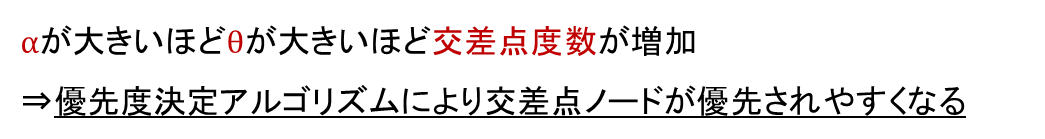 αが大きいほどθが大きいほど交差点度数が増加
⇒優先度決定アルゴリズムにより交差点ノードが優先されやすくなる